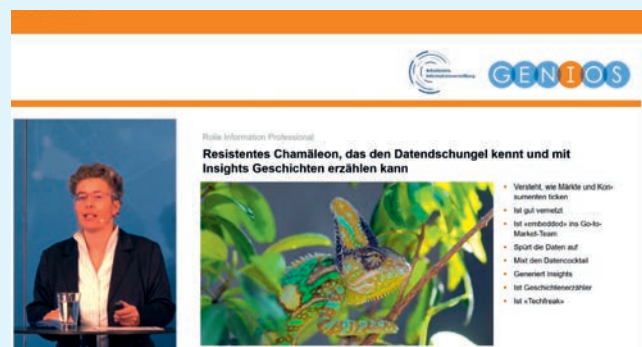 GENIOS
Rolle Information Professional
Resistentes Chamäleon, das den Datendschungel kennt und mit
Insights Geschichten erzählen kann
• Versteht, wie Märkte und Kon-
sumenten ticken
• Ist gut vernetzt
• Ist «embedded» ins Go-to-
Market-Team
• Spürt die Daten auf
• Mixt den Datencocktail
• Generiert Insights
• Ist Geschichtenerzähler
• Ist «Techfreak»